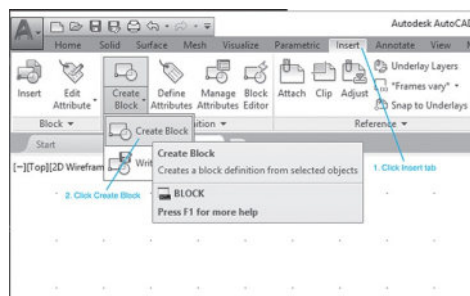 Autodesk AutoCAD
Home Solid Surface Mesh Visualize Parametric Insert Annotate View
Insert Edit Attribute Create Block Define Attributes Manage Attributes Block Editor Attach Clip Adjust
Underlay Layers
*Frames vary*
Snap to Underlays
Block Reference
Start
Create Block
[−][Top][2D Wirefram
Create Block
Creates a block definition from selected objects
1. Click Insert tab
2. Click Create Block
BLOCK
Press F1 for more help